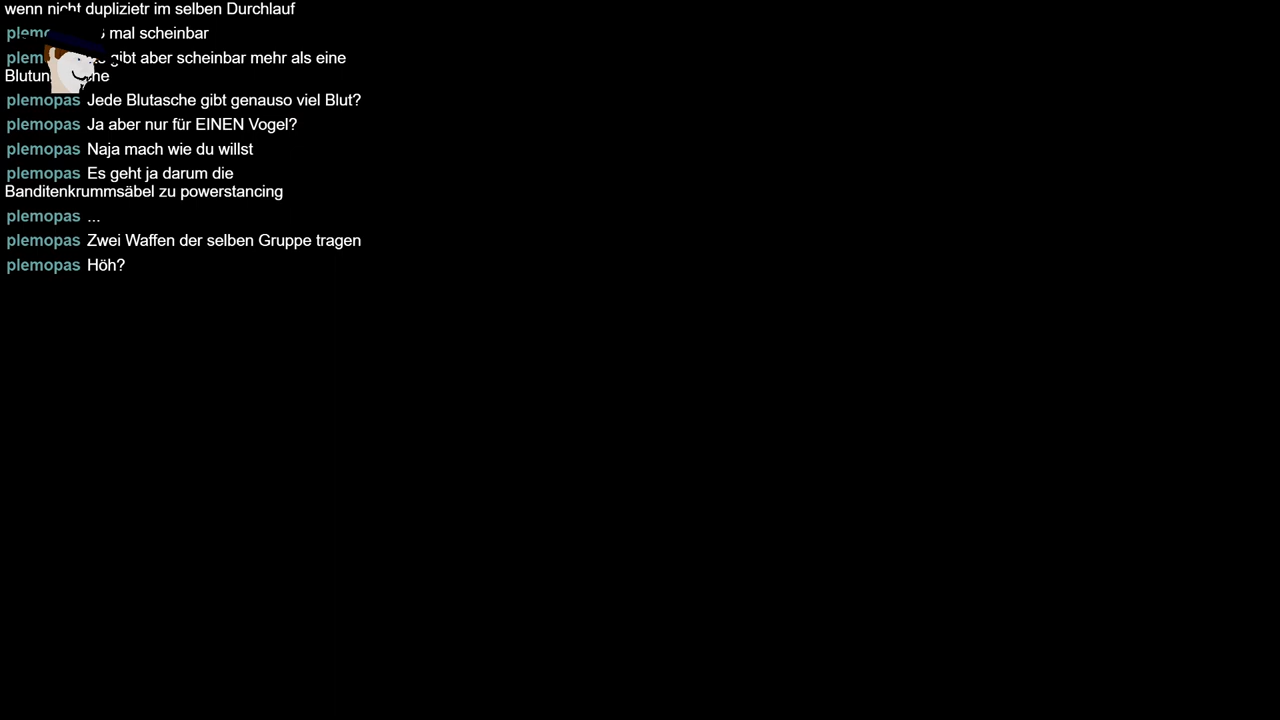 wenn nicht duplizietr im selben Durchlauf
mal scheinbar
gibt aber scheinbar mehr als eine
plemopas Jede Blutasche gibt genauso viel Blut?
plemopas Ja aber nur für EINEN Vogel?
plemopas Naja mach wie du willst
plemopas Es geht ja darum die
Banditenkrummsäbel zu powerstancing
plemopas ...
plemopas Zwei Waffen der selben Gruppe tragen
plemopas Höh?